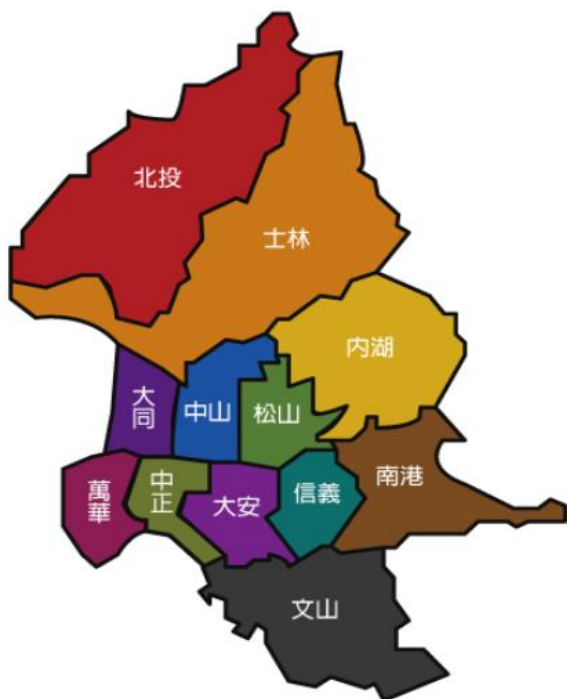 北投
士林
內湖
大同
中山
松山
萬華
中正
大安
信義
南港
文山